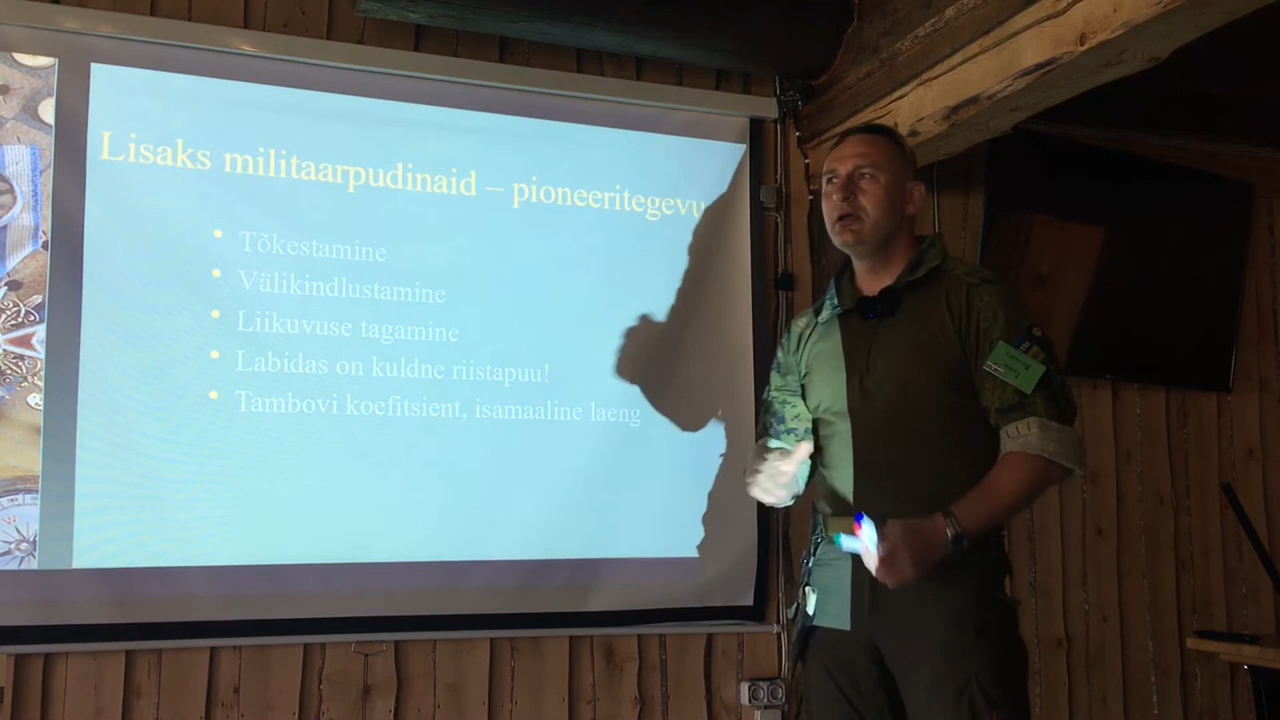 Lisaks militaarpudinaid – pioneeritegevu
Tõkestamine
Välikindlustamine
Liikuvuse tagamine
Labidas on kuldne riistapuu!
Tambovi koefitsient, isamaaline laeng